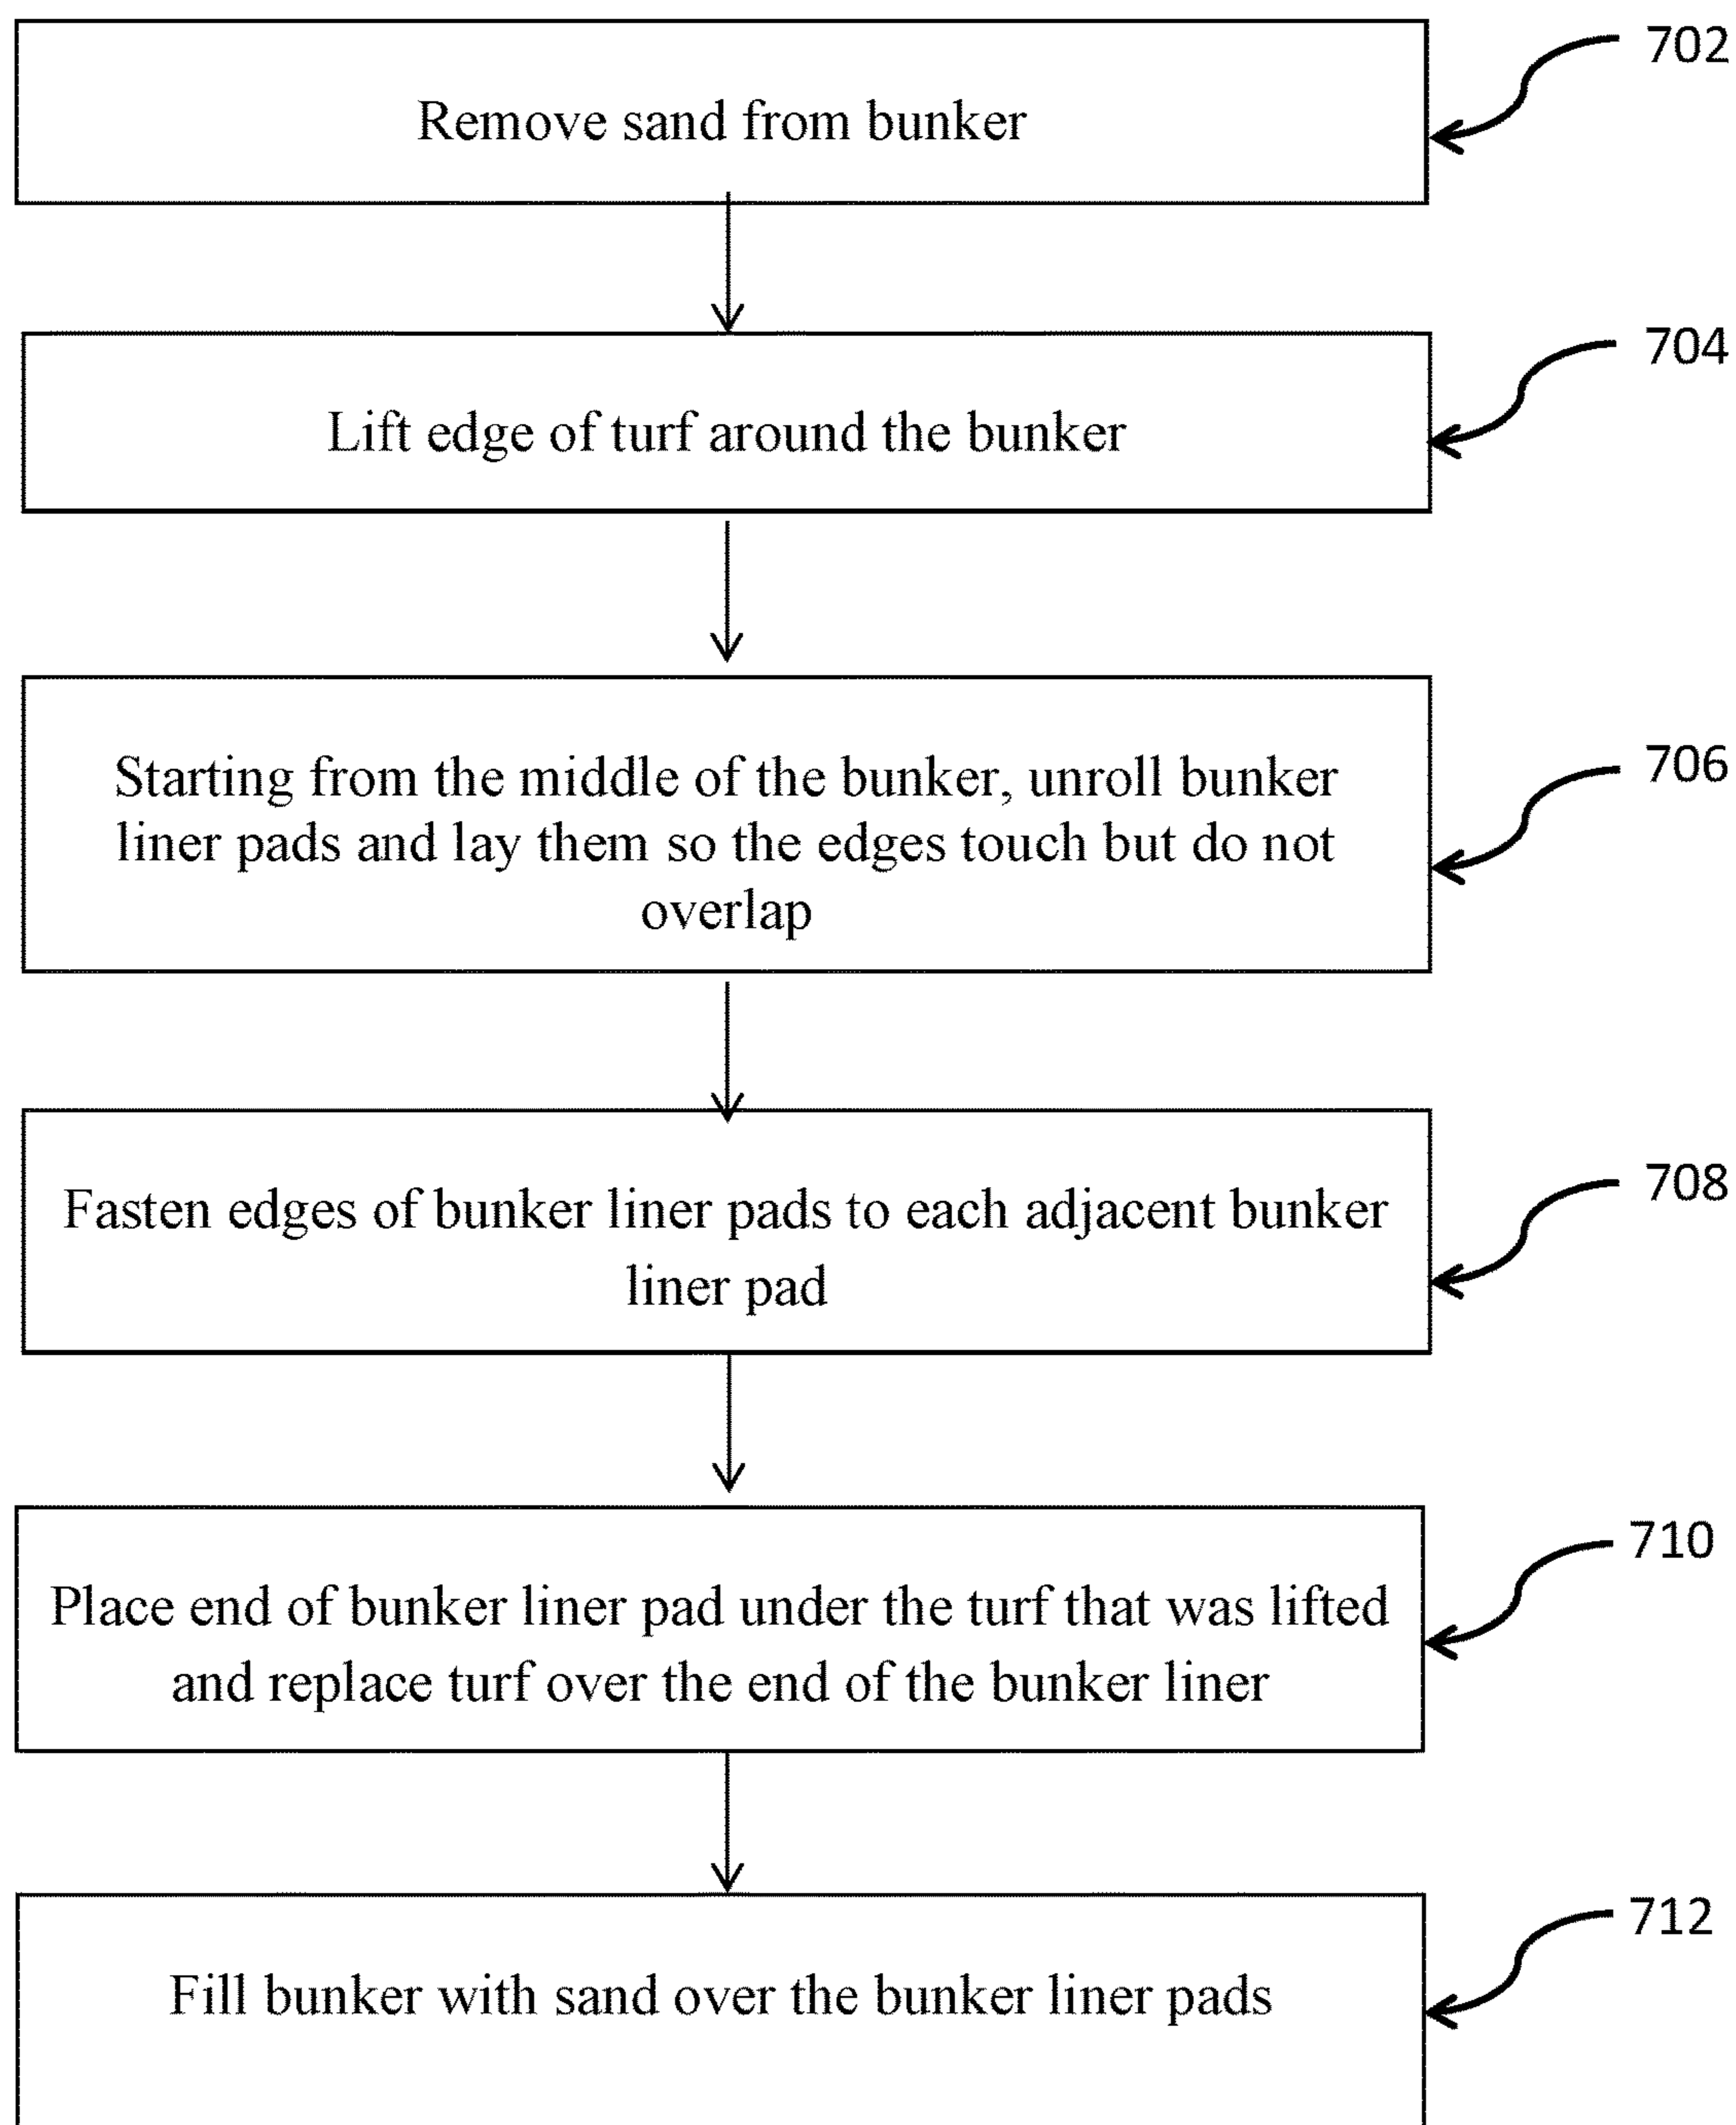 Remove sand from bunker
702
Lift edge of turf around the bunker
704
Starting from the middle of the bunker, unroll bunker
liner pads and lay them so the edges touch but do not
overlap
706
Fasten edges of bunker liner pads to each adjacent bunker
liner pad
708
Place end of bunker liner pad under the turf that was lifted
and replace turf over the end of the bunker liner
710
Fill bunker with sand over the bunker liner pads
712